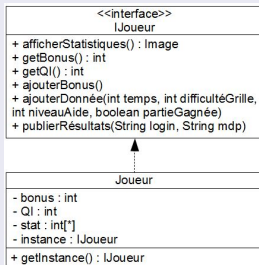 <<interface>>
IJoueur
+ afficherStatistiques() : Image
+ getBonus() : int
+ getQI() : int
+ ajouterBonus()
+ ajouterDonnée(int temps, int difficultéGrille,
int niveauAide, boolean partieGagnée)
+ publierRésultats(String login, String mdp)
Joueur
- bonus : int
- QI : int
- stat : int[*]
- instance : IJoueur
+ getInstance() : IJoueur